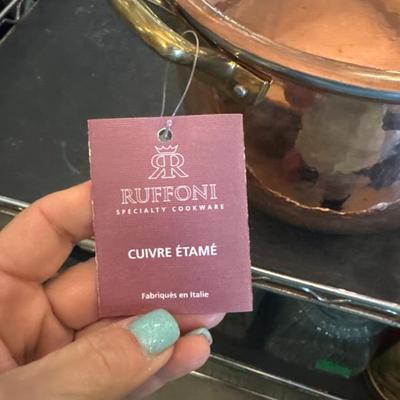 RUFFONI
SPECIALTY COOKWARE
CUIVRE ÉTAMÉ
Fabriqués en Italie